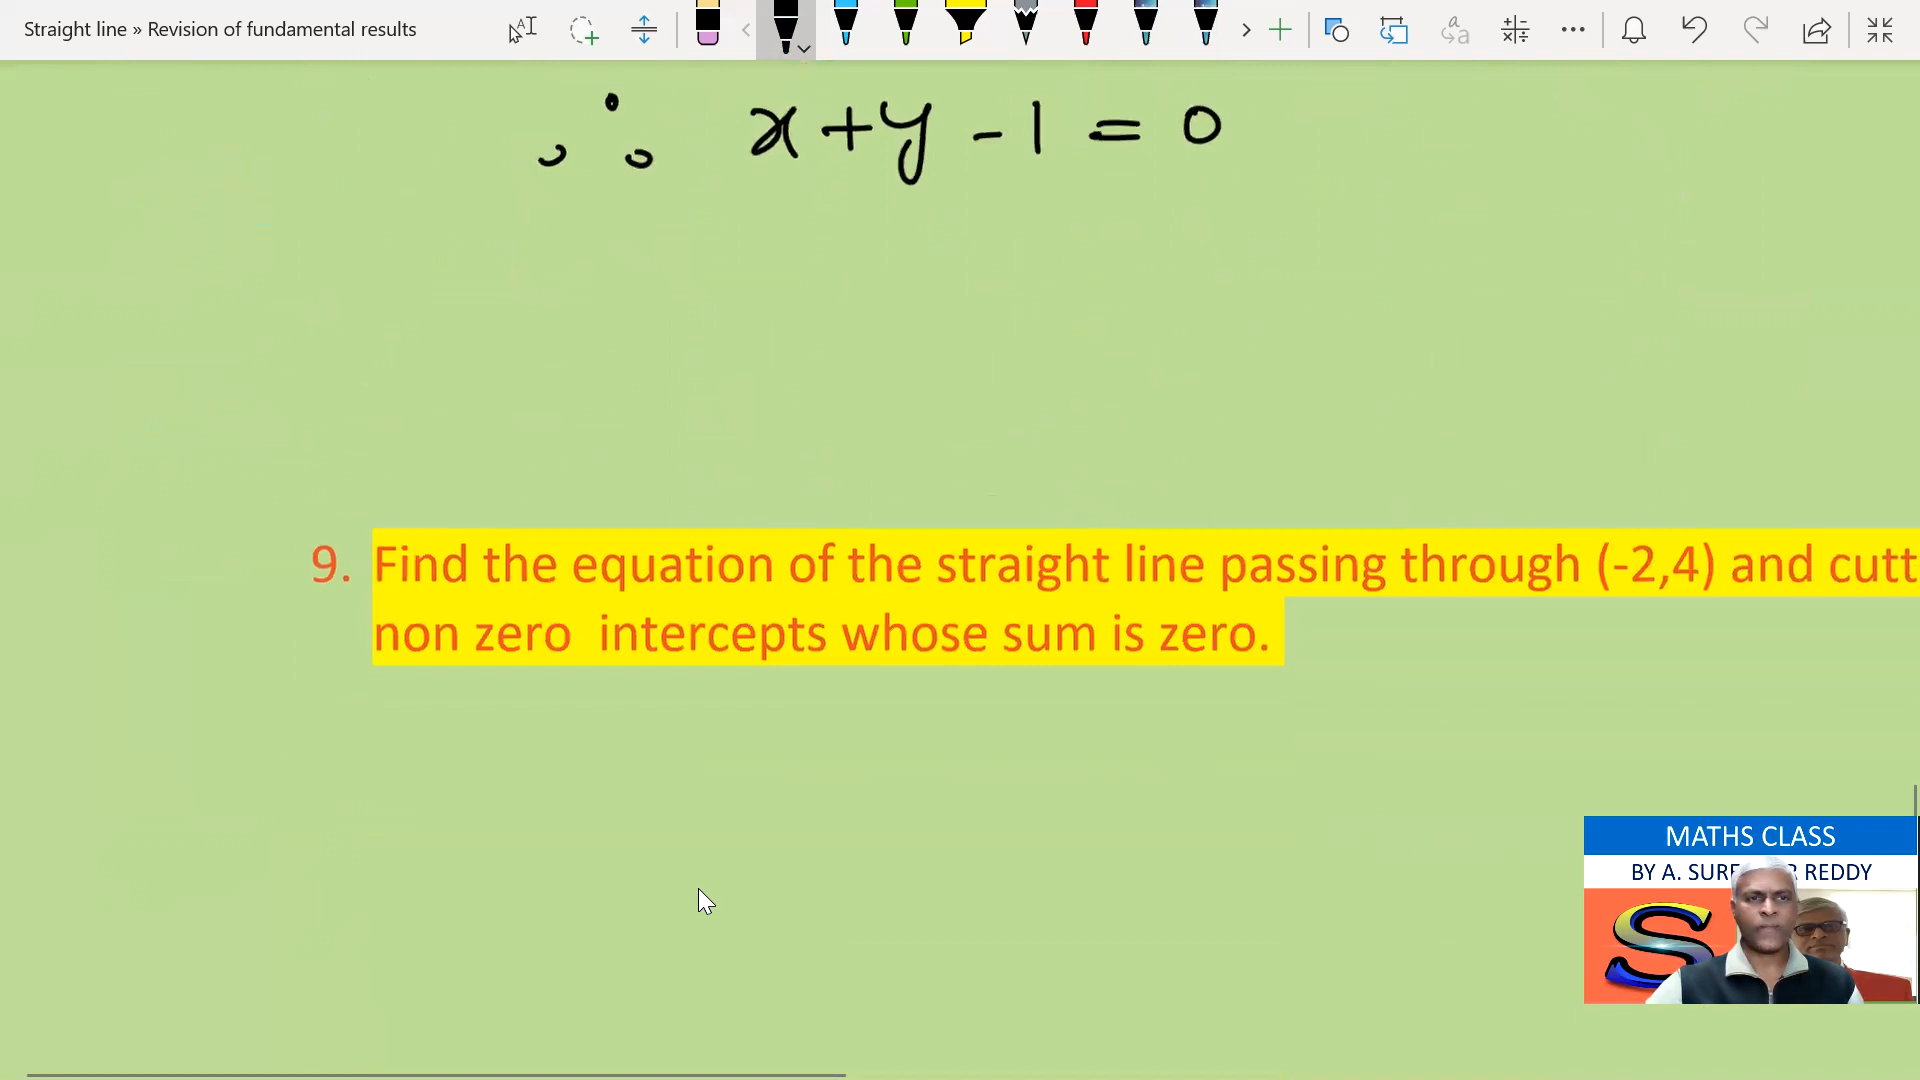 Straight line » Revision of fundamental results
∴ x + y - 1 = 0
9. Find the equation of the straight line passing through (-2,4) and cutt
non zero intercepts whose sum is zero.
MATHS CLASS
BY A. SURE R REDDY
S